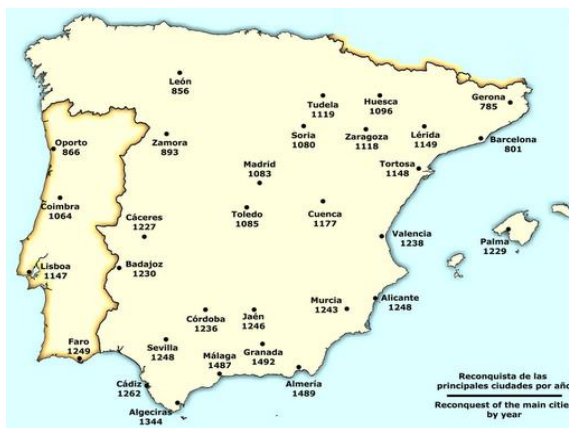 León
856
Tudela
1119
Huesca
1096
Gerona
785
Oporto
866
Zamora
893
Soria
1080
Zaragoza
1118
Lérida
1149
Barcelona
801
Madrid
1083
Tortosa
1148
Coimbra
1064
Cáceres
1227
Toledo
1085
Cuenca
1177
Valencia
1238
Palma
1229
Lisboa
1147
Badajoz
1230
Córdoba
1236
Jaén
1246
Murcia
1243
Alicante
1248
Faro
1249
Sevilla
1248
Málaga
1487
Granada
1492
Almería
1489
Cádiz
1262
Algeciras
1344
Reconquista de las
principales ciudades por año
Reconquest of the main cities
by year